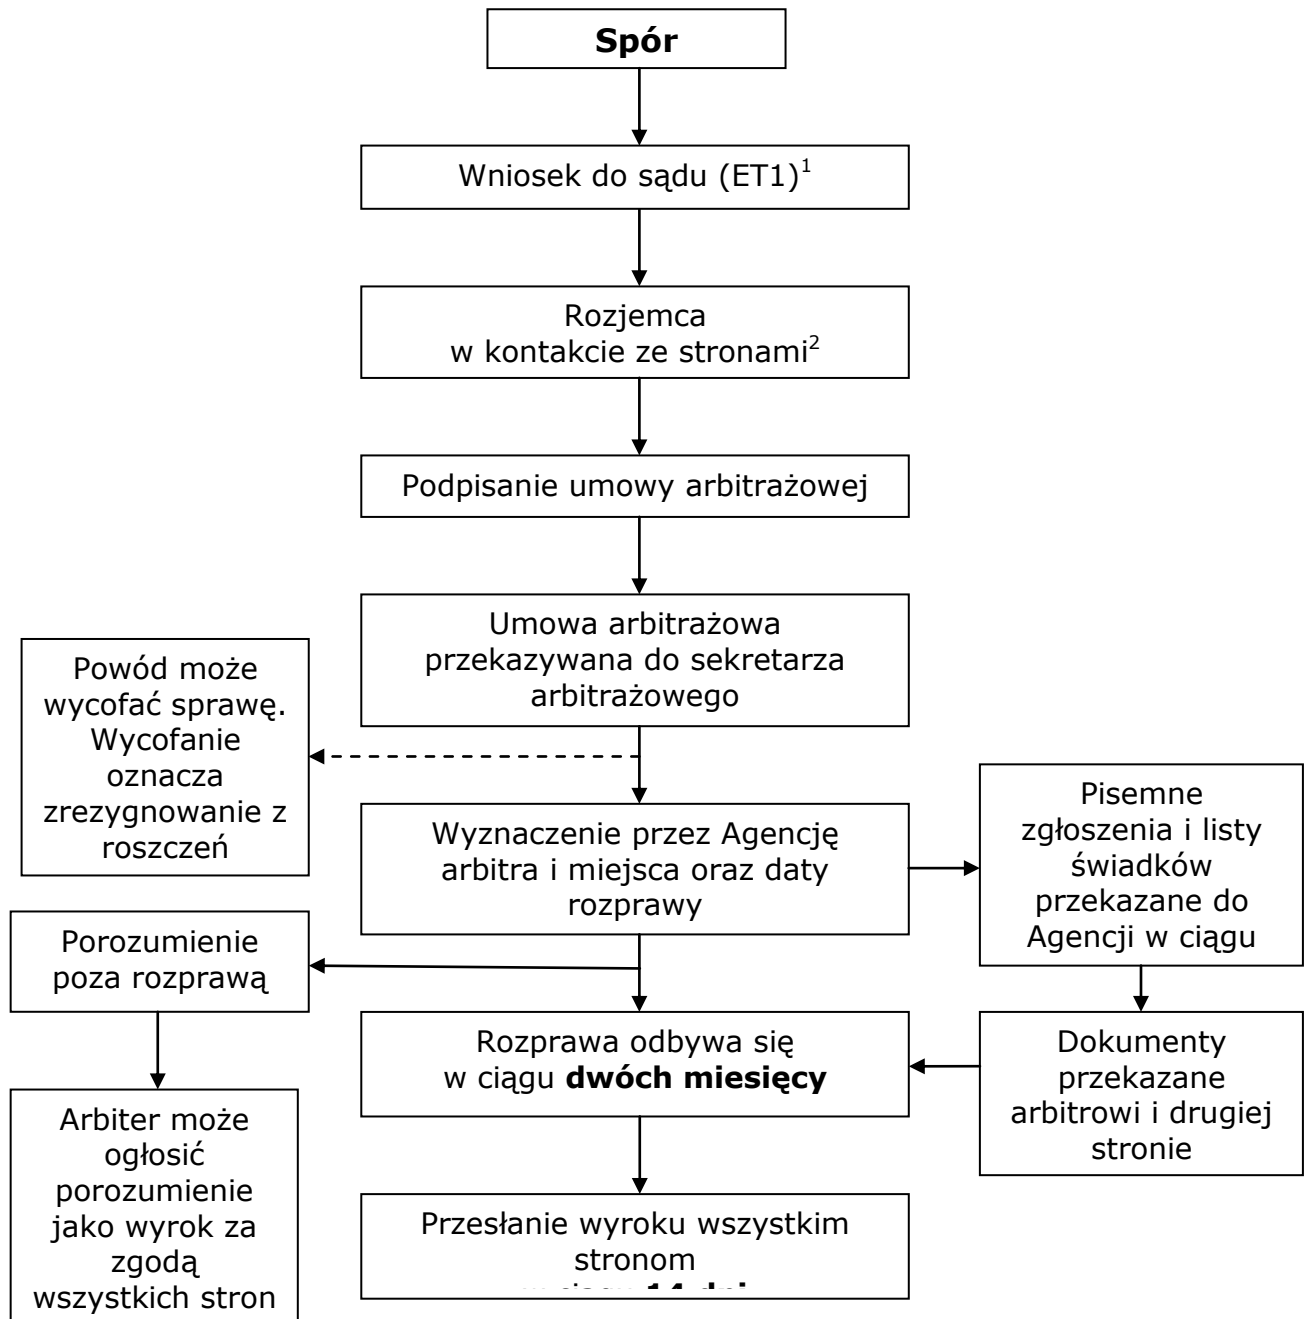 Spór
Wniosek do sądu (ET1)¹
Rozjemca
w kontakcie ze stronami²
Podpisanie umowy arbitrażowej
Umowa arbitrażowa
przekazywana do sekretarza
arbitrażowego
Powód może
wycofać sprawę.
Wycofanie
oznacza
zrezygnowanie z
roszczeń
Wyznaczenie przez Agencję
arbitra i miejsca oraz daty
rozprawy
Pisemne
zgłoszenia i listy
świadków
przekazane do
Agencji w ciągu
Porozumienie
poza rozprawą
Rozprawa odbywa się
w ciągu dwóch miesięcy
Dokumenty
przekazane
arbitrowi i drugiej
stronie
Arbiter może
ogłosić
porozumienie
jako wyrok za
zgodą
wszystkich stron
Przesłanie wyroku wszystkim
stronom
w ciągu 14 dni